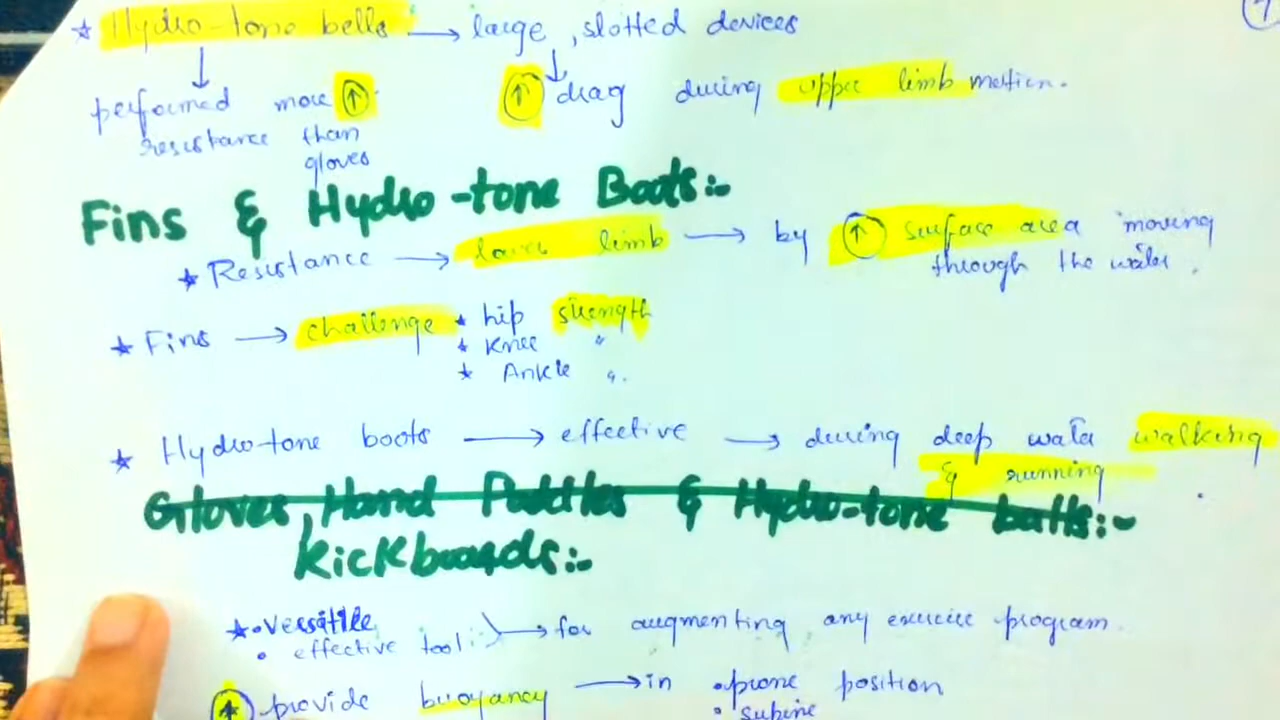 ★ Hydro-tone bells → large, slotted devices
↓ ↓
performed more ↑ ↑ drag during upper limb motion.
resistance than
gloves
Fins & Hydro-tone Boots:-
★ Resistance → lower limb → by ↑ surface area moving
through the water.
★ Fins → challenge ★ hip strength
★ Knee "
★ Ankle "
★ Hydro-tone boots → effective → during deep water walking
& running
Gloves, Hand Paddles & Hydro-tone balls:-
Kickboards:-
★ • Versatile
• effective tool: → for augmenting any exercise program.
↑ provide buoyancy → in • prone position
• supine